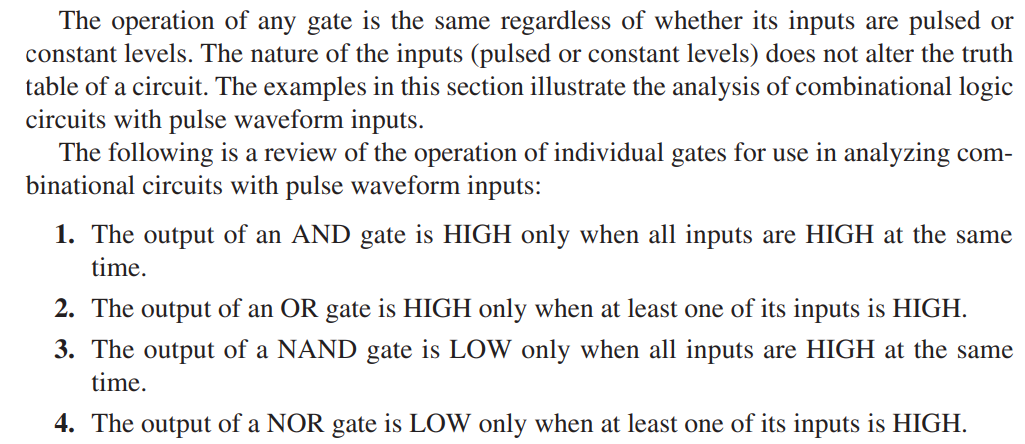 The operation of any gate is the same regardless of whether its inputs are pulsed or
constant levels. The nature of the inputs (pulsed or constant levels) does not alter the truth
table of a circuit. The examples in this section illustrate the analysis of combinational logic
circuits with pulse waveform inputs.
The following is a review of the operation of individual gates for use in analyzing com-
binational circuits with pulse waveform inputs:
1. The output of an AND gate is HIGH only when all inputs are HIGH at the same
time.
2. The output of an OR gate is HIGH only when at least one of its inputs is HIGH.
3. The output of a NAND gate is LOW only when all inputs are HIGH at the same
time.
4. The output of a NOR gate is LOW only when at least one of its inputs is HIGH.